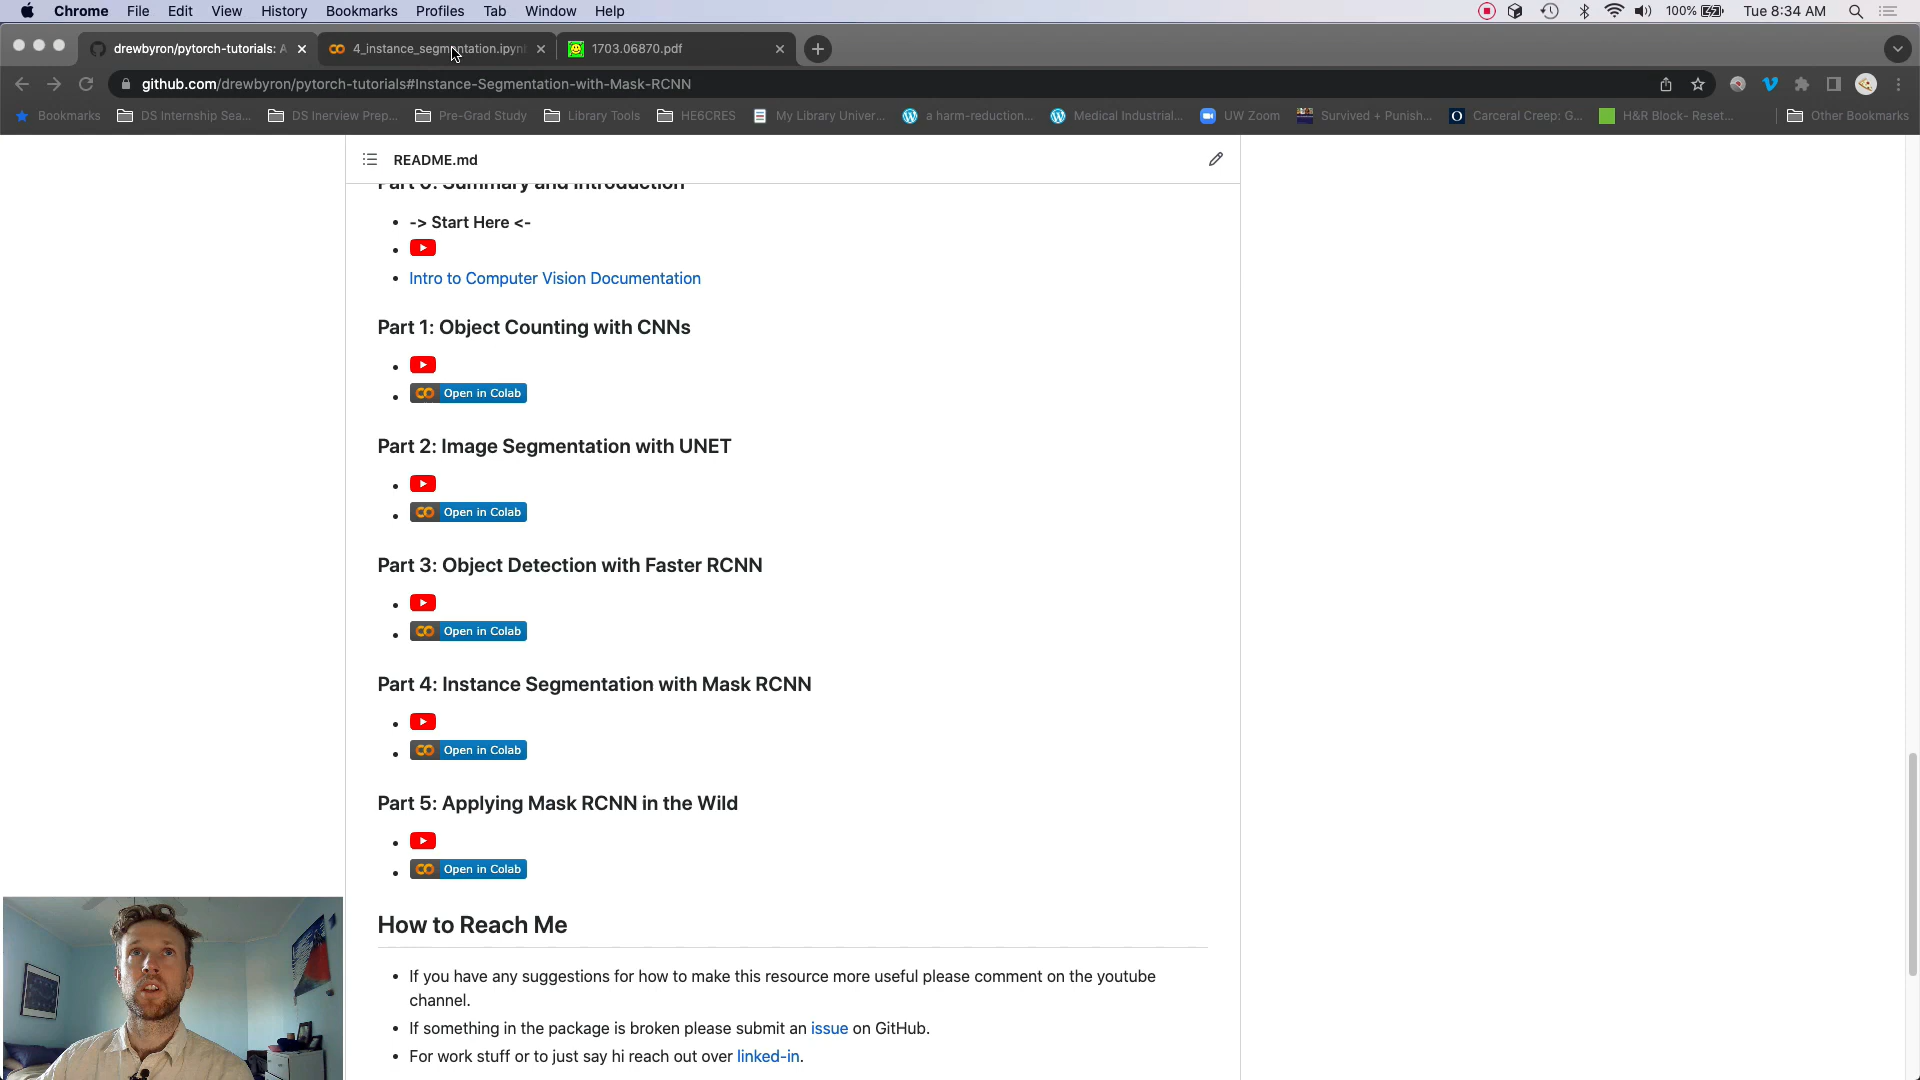 Chrome File Edit View History Bookmarks Profiles Tab Window Help 100% Tue 8:34 AM
drewbyron/pytorch-tutorials: A 4_instance_segmentation.ipynb 1703.06870.pdf
github.com/drewbyron/pytorch-tutorials#Instance-Segmentation-with-Mask-RCNN
Bookmarks DS Internship Sea... DS Inerview Prep... Pre-Grad Study Library Tools HE6CRES My Library Univer... a harm-reduction... Medical Industrial... UW Zoom Survived + Punish... Carceral Creep: G... H&R Block- Reset... Other Bookmarks
README.md
Part 0: Summary and Introduction
-> Start Here <-
Intro to Computer Vision Documentation
Part 1: Object Counting with CNNs
Open in Colab
Part 2: Image Segmentation with UNET
Open in Colab
Part 3: Object Detection with Faster RCNN
Open in Colab
Part 4: Instance Segmentation with Mask RCNN
Open in Colab
Part 5: Applying Mask RCNN in the Wild
Open in Colab
How to Reach Me
If you have any suggestions for how to make this resource more useful please comment on the youtube
channel.
If something in the package is broken please submit an issue on GitHub.
For work stuff or to just say hi reach out over linked-in.